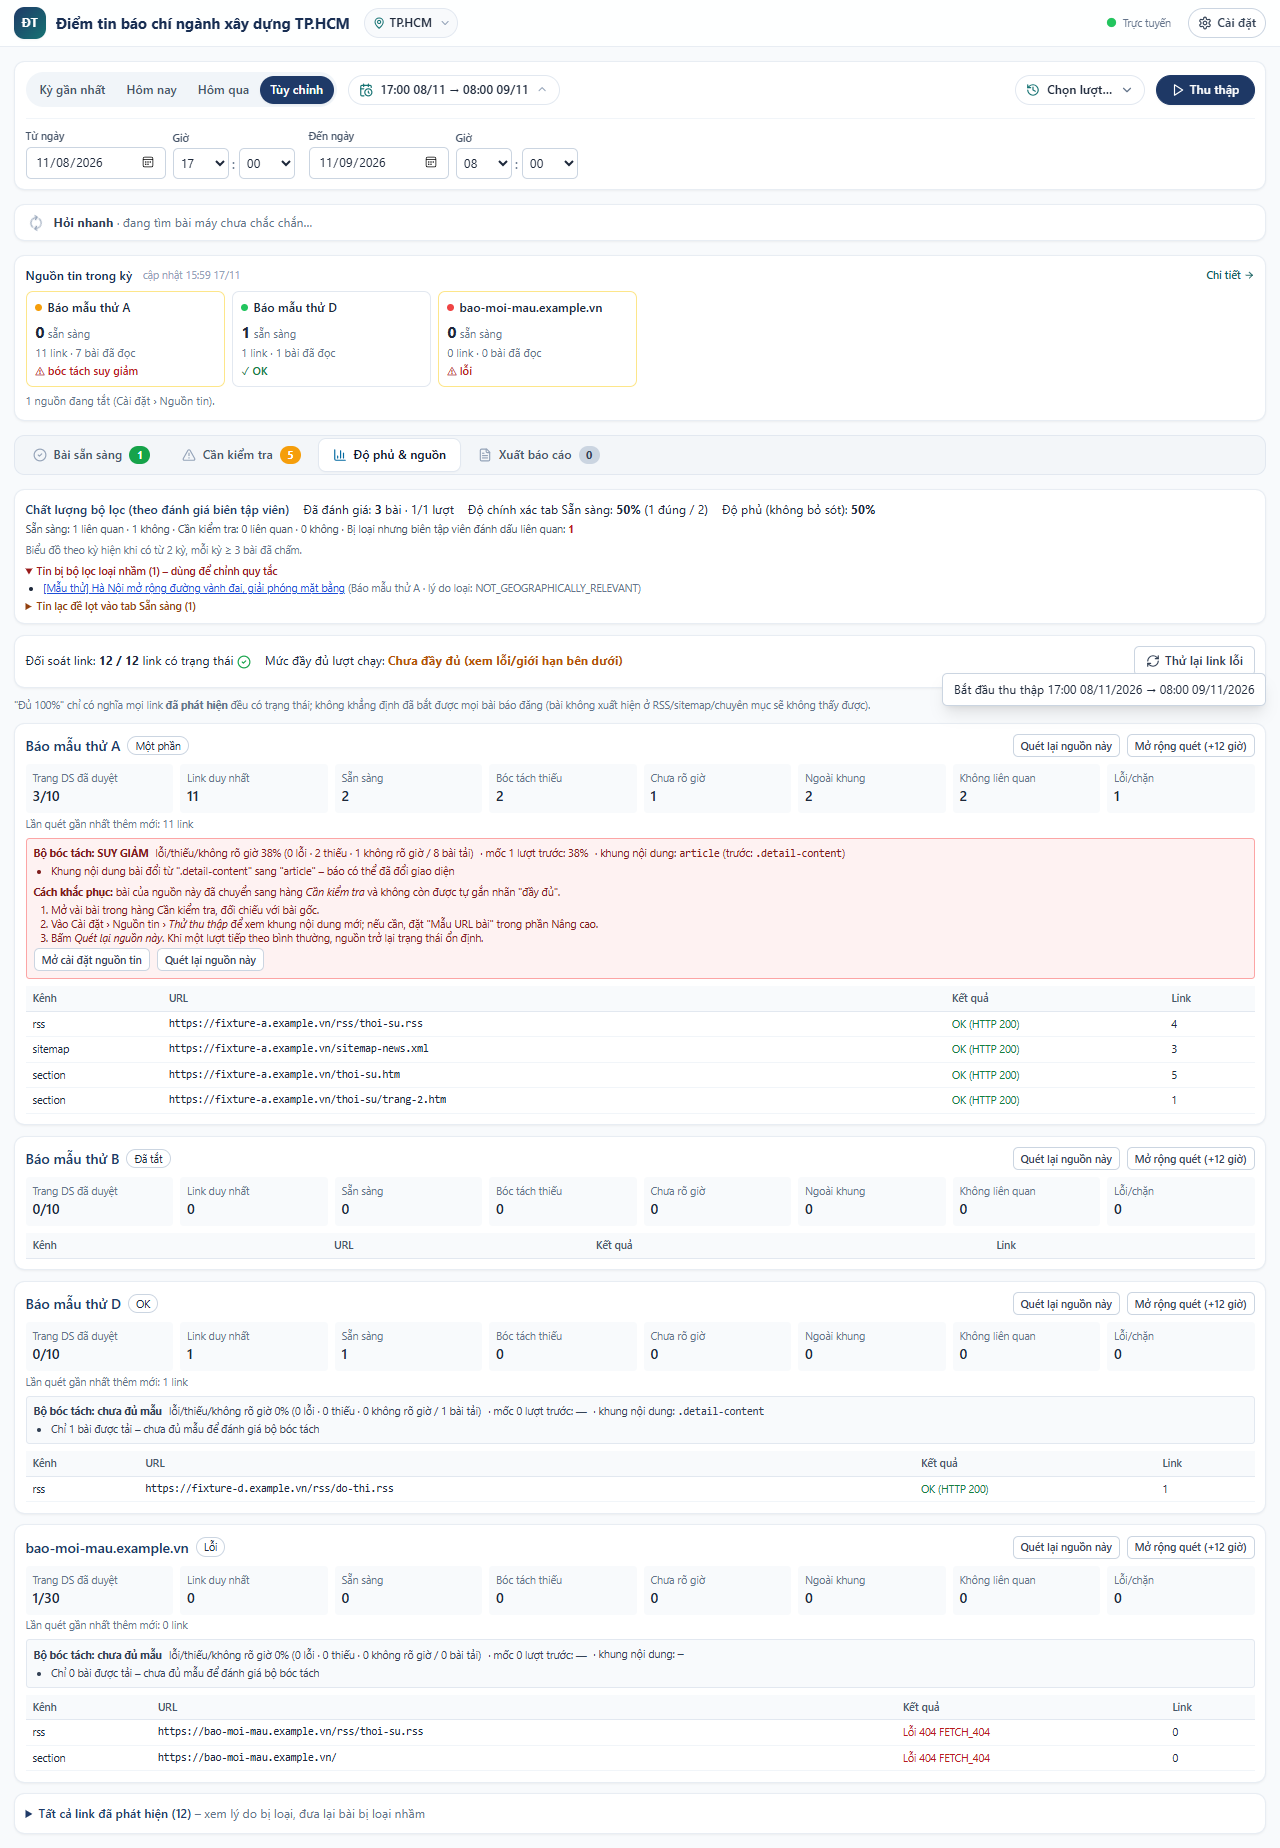 ĐT Điểm tin báo chí ngành xây dựng TP.HCM TP.HCM Trực tuyến Cài đặt
Kỳ gần nhất Hôm nay Hôm qua Tùy chỉnh 17:00 08/11 → 08:00 09/11 Chọn lượt... Thu thập
Từ ngày Giờ Đến ngày Giờ
11/08/2026 17 : 00 11/09/2026 08 : 00
Hỏi nhanh · đang tìm bài máy chưa chắc chắn...
Nguồn tin trong kỳ cập nhật 15:59 17/11 Chi tiết →
Báo mẫu thử A
0 sẵn sàng
11 link · 7 bài đã đọc
⚠ bóc tách suy giảm
Báo mẫu thử D
1 sẵn sàng
1 link · 1 bài đã đọc
✓ OK
bao-moi-mau.example.vn
0 sẵn sàng
0 link · 0 bài đã đọc
⚠ lỗi
1 nguồn đang tắt (Cài đặt › Nguồn tin).
Bài sẵn sàng 1 Cần kiểm tra 5 Độ phủ & nguồn Xuất báo cáo 0
Chất lượng bộ lọc (theo đánh giá biên tập viên) Đã đánh giá: 3 bài · 1/1 lượt Độ chính xác tab Sẵn sàng: 50% (1 đúng / 2) Độ phủ (không bỏ sót): 50%
Sẵn sàng: 1 liên quan · 1 không · Cần kiểm tra: 0 liên quan · 0 không · Bị loại nhưng biên tập viên đánh dấu liên quan: 1
Biểu đồ theo kỳ hiện khi có từ 2 kỳ, mỗi kỳ ≥ 3 bài đã chấm.
▼ Tin bị bộ lọc loại nhầm (1) – dùng để chỉnh quy tắc
• [Mẫu thử] Hà Nội mở rộng đường vành đai, giải phóng mặt bằng (Báo mẫu thử A · lý do loại: NOT_GEOGRAPHICALLY_RELEVANT)
▶ Tin lạc đề lọt vào tab Sẵn sàng (1)
Đối soát link: 12 / 12 link có trạng thái Mức đầy đủ lượt chạy: Chưa đầy đủ (xem lỗi/giới hạn bên dưới) Thử lại link lỗi
Bắt đầu thu thập 17:00 08/11/2026 → 08:00 09/11/2026
"Đủ 100%" chỉ có nghĩa mọi link đã phát hiện đều có trạng thái; không khẳng định đã bắt được mọi bài báo đăng (bài không xuất hiện ở RSS/sitemap/chuyên mục sẽ không thấy được).
Báo mẫu thử A Một phần Quét lại nguồn này Mở rộng quét (+12 giờ)
Trang DS đã duyệt Link duy nhất Sẵn sàng Bóc tách thiếu Chưa rõ giờ Ngoài khung Không liên quan Lỗi/chặn
3/10 11 2 2 1 2 2 1
Lần quét gần nhất thêm mới: 11 link
Bộ bóc tách: SUY GIẢM lỗi/thiếu/không rõ giờ 38% (0 lỗi · 2 thiếu · 1 không rõ giờ / 8 bài tải) · mốc 1 lượt trước: 38% · khung nội dung: article (trước: .detail-content)
• Khung nội dung bài đổi từ ".detail-content" sang "article" – báo có thể đã đổi giao diện
Cách khắc phục: bài của nguồn này đã chuyển sang hàng Cần kiểm tra và không còn được tự gắn nhãn "đầy đủ".
1. Mở vài bài trong hàng Cần kiểm tra, đối chiếu với bài gốc.
2. Vào Cài đặt › Nguồn tin › Thử thu thập để xem khung nội dung mới; nếu cần, đặt "Mẫu URL bài" trong phần Nâng cao.
3. Bấm Quét lại nguồn này. Khi một lượt tiếp theo bình thường, nguồn trở lại trạng thái ổn định.
Mở cài đặt nguồn tin Quét lại nguồn này
Kênh URL Kết quả Link
rss https://fixture-a.example.vn/rss/thoi-su.rss OK (HTTP 200) 4
sitemap https://fixture-a.example.vn/sitemap-news.xml OK (HTTP 200) 3
section https://fixture-a.example.vn/thoi-su.htm OK (HTTP 200) 5
section https://fixture-a.example.vn/thoi-su/trang-2.htm OK (HTTP 200) 1
Báo mẫu thử B Đã tắt Quét lại nguồn này Mở rộng quét (+12 giờ)
Trang DS đã duyệt Link duy nhất Sẵn sàng Bóc tách thiếu Chưa rõ giờ Ngoài khung Không liên quan Lỗi/chặn
0/10 0 0 0 0 0 0 0
Kênh URL Kết quả Link
Báo mẫu thử D OK Quét lại nguồn này Mở rộng quét (+12 giờ)
Trang DS đã duyệt Link duy nhất Sẵn sàng Bóc tách thiếu Chưa rõ giờ Ngoài khung Không liên quan Lỗi/chặn
0/10 1 1 0 0 0 0 0
Lần quét gần nhất thêm mới: 1 link
Bộ bóc tách: chưa đủ mẫu lỗi/thiếu/không rõ giờ 0% (0 lỗi · 0 thiếu · 0 không rõ giờ / 1 bài tải) · mốc 0 lượt trước: — · khung nội dung: .detail-content
• Chỉ 1 bài được tải – chưa đủ mẫu để đánh giá bộ bóc tách
Kênh URL Kết quả Link
rss https://fixture-d.example.vn/rss/do-thi.rss OK (HTTP 200) 1
bao-moi-mau.example.vn Lỗi Quét lại nguồn này Mở rộng quét (+12 giờ)
Trang DS đã duyệt Link duy nhất Sẵn sàng Bóc tách thiếu Chưa rõ giờ Ngoài khung Không liên quan Lỗi/chặn
1/30 0 0 0 0 0 0 0
Lần quét gần nhất thêm mới: 0 link
Bộ bóc tách: chưa đủ mẫu lỗi/thiếu/không rõ giờ 0% (0 lỗi · 0 thiếu · 0 không rõ giờ / 0 bài tải) · mốc 0 lượt trước: — · khung nội dung: –
• Chỉ 0 bài được tải – chưa đủ mẫu để đánh giá bộ bóc tách
Kênh URL Kết quả Link
rss https://bao-moi-mau.example.vn/rss/thoi-su.rss Lỗi 404 FETCH_404 0
section https://bao-moi-mau.example.vn/ Lỗi 404 FETCH_404 0
▶ Tất cả link đã phát hiện (12) – xem lý do bị loại, đưa lại bài bị loại nhầm